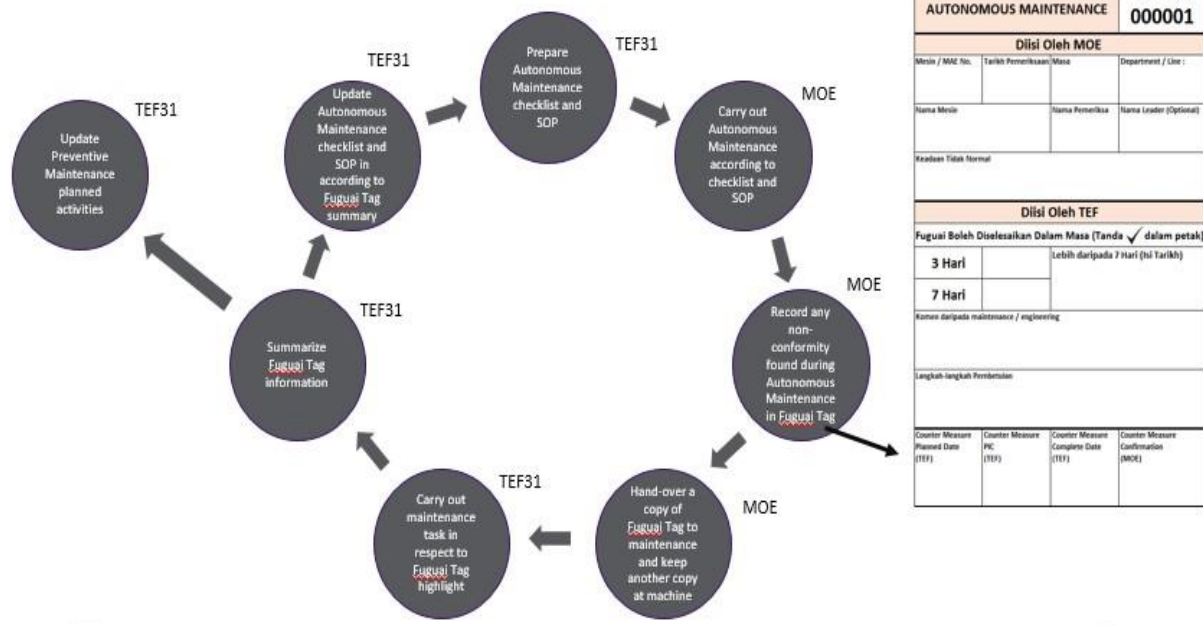 TEF31
Prepare
Autonomous
Maintenance
checklist and
SOP
MOE
Carry out
Autonomous
Maintenance
according to
checklist and
SOP
MOE
Record any
non-
conformity
found during
Autonomous
Maintenance
in Fuguai Tag
MOE
Hand-over a
copy of
Fuguai Tag to
maintenance
and keep
another copy
at machine
TEF31
Carry out
maintenance
task in
respect to
Fuguai Tag
highlight
TEF31
Summarize
Fuguai Tag
information
TEF31
Update
Autonomous
Maintenance
checklist and
SOP in
according to
Fuguai Tag
summary
TEF31
Update
Preventive
Maintenance
planned
activities
AUTONOMOUS MAINTENANCE 000001
Diisi Oleh MOE
Mesin / MAE No. Tarikh Pemeriksaan Masa Department / Line :
Nama Mesin Nama Pemeriksa Nama Leader (Optional)
Keadaan Tidak Normal
Diisi Oleh TEF
Fuguai Boleh Diselesaikan Dalam Masa (Tanda ✓ dalam petak)
3 Hari Lebih daripada 7 Hari (Isi Tarikh)
7 Hari
Komen daripada maintenance / engineering
Langkah-langkah Pembetulan
Counter Measure Counter Measure Counter Measure Counter Measure
Planned Date PIC Complete Date Confirmation
(TEF) (TEF) (TEF) (MOE)